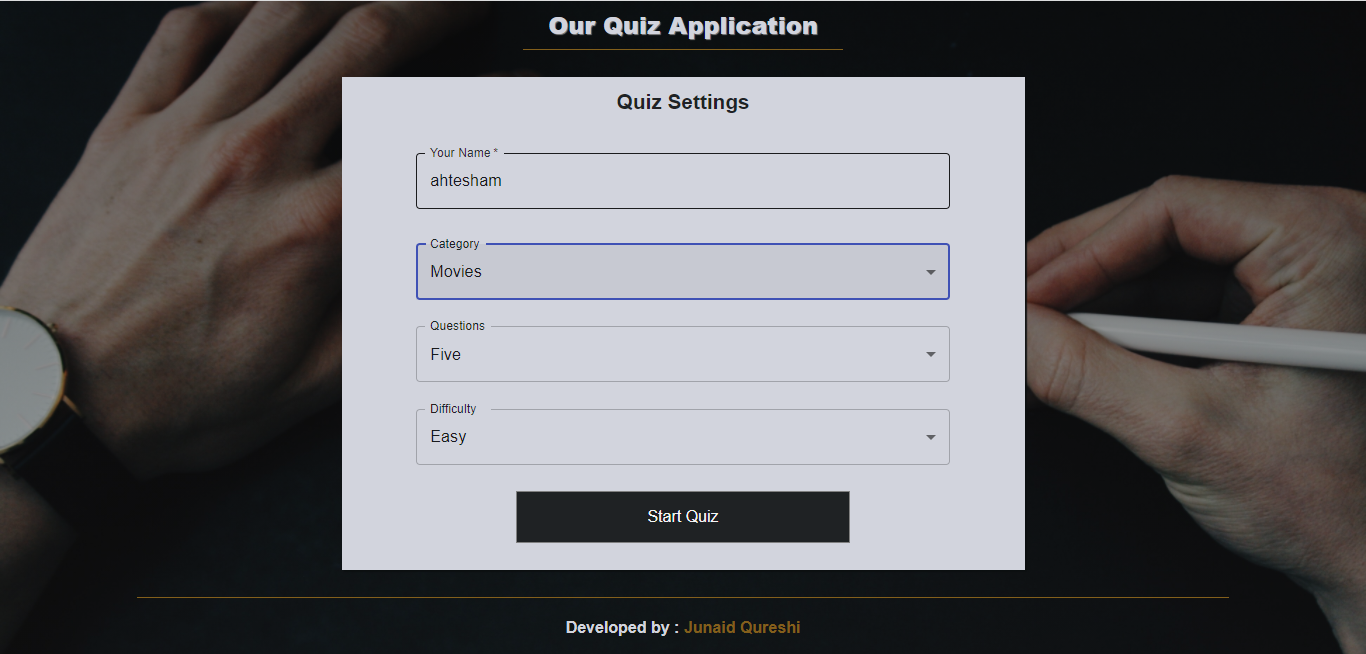 Our Quiz Application
Quiz Settings
Your Name *
ahtesham
Category
Movies
Questions
Five
Difficulty
Easy
Start Quiz
Developed by : Junaid Qureshi